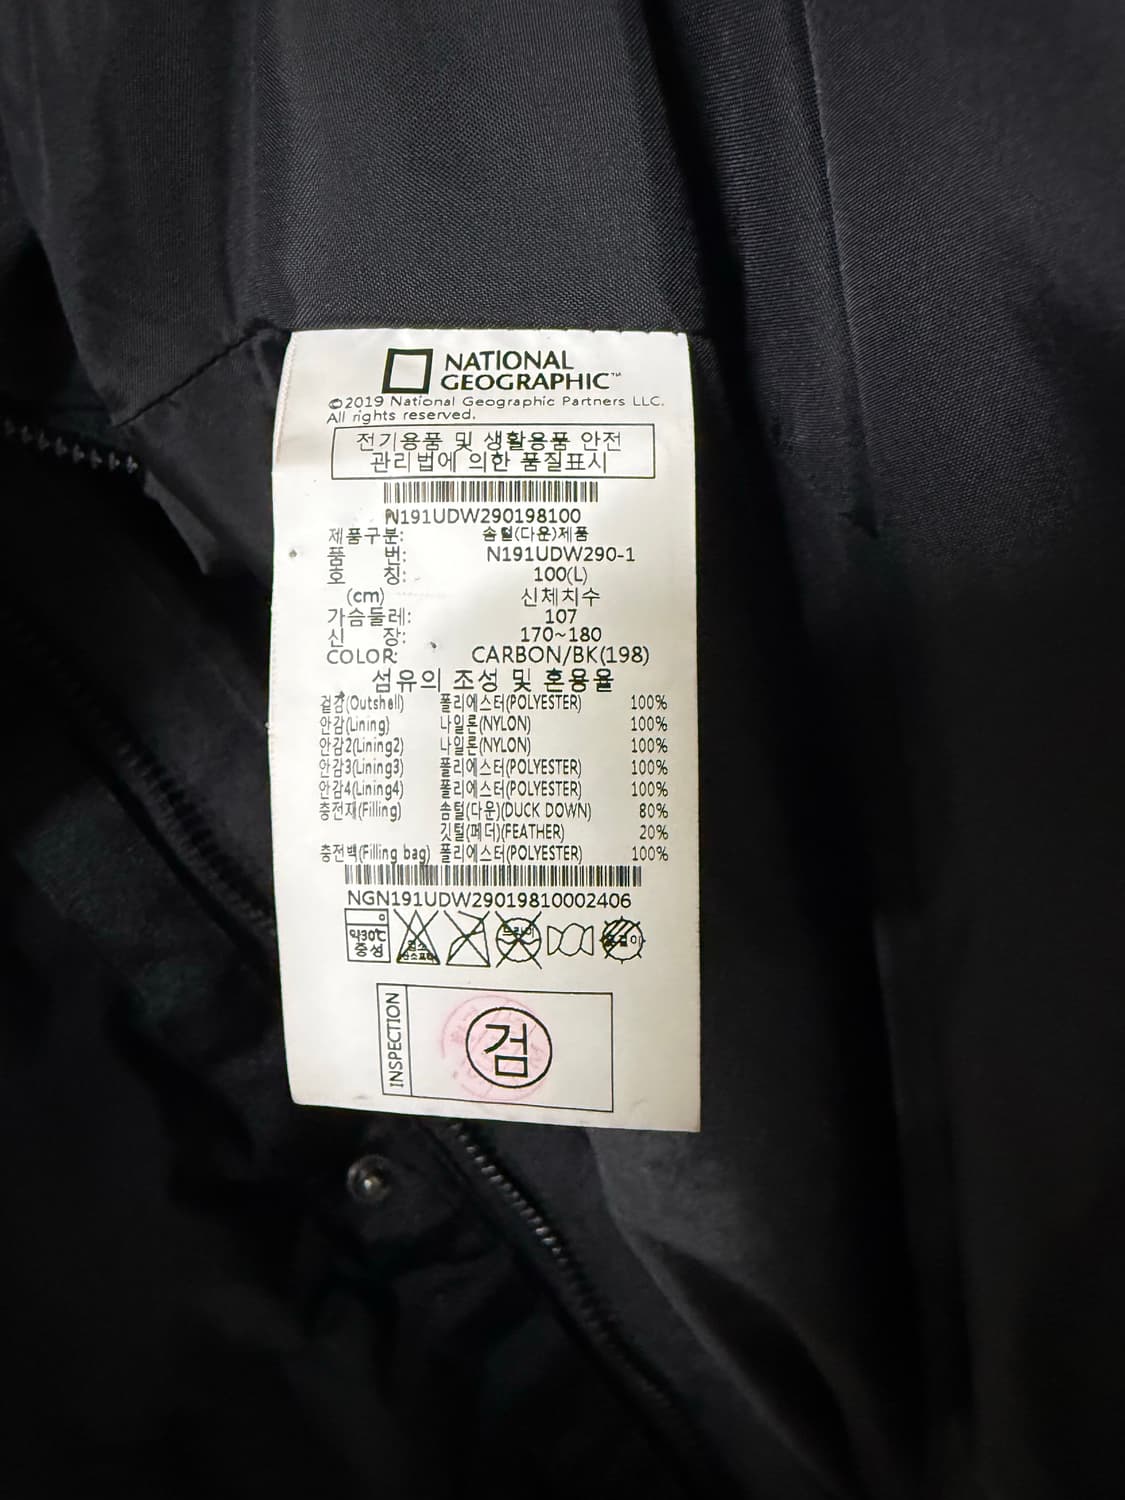 NATIONAL
GEOGRAPHIC™
©2019 National Geographic Partners LLC.
All rights reserved.
전기용품 및 생활용품 안전
관리법에 의한 품질표시
N191UDW290198100
제품구분: 솜털(다운)제품
품 번: N191UDW290-1
호 칭: 100(L)
(cm) 신체치수
가슴둘레: 107
신 장: 170~180
COLOR: CARBON/BK(198)
섬유의 조성 및 혼용율
겉감(Outshell) 폴리에스터(POLYESTER) 100%
안감(Lining) 나일론(NYLON) 100%
안감2(Lining2) 나일론(NYLON) 100%
안감3(Lining3) 폴리에스터(POLYESTER) 100%
안감4(Lining4) 폴리에스터(POLYESTER) 100%
충전재(Filling) 솜털(다운)(DUCK DOWN) 80%
깃털(페더)(FEATHER) 20%
충전백(Filling bag) 폴리에스터(POLYESTER) 100%
NGN191UDW29019810002406
약30℃
중성
드라이
INSPECTION
검